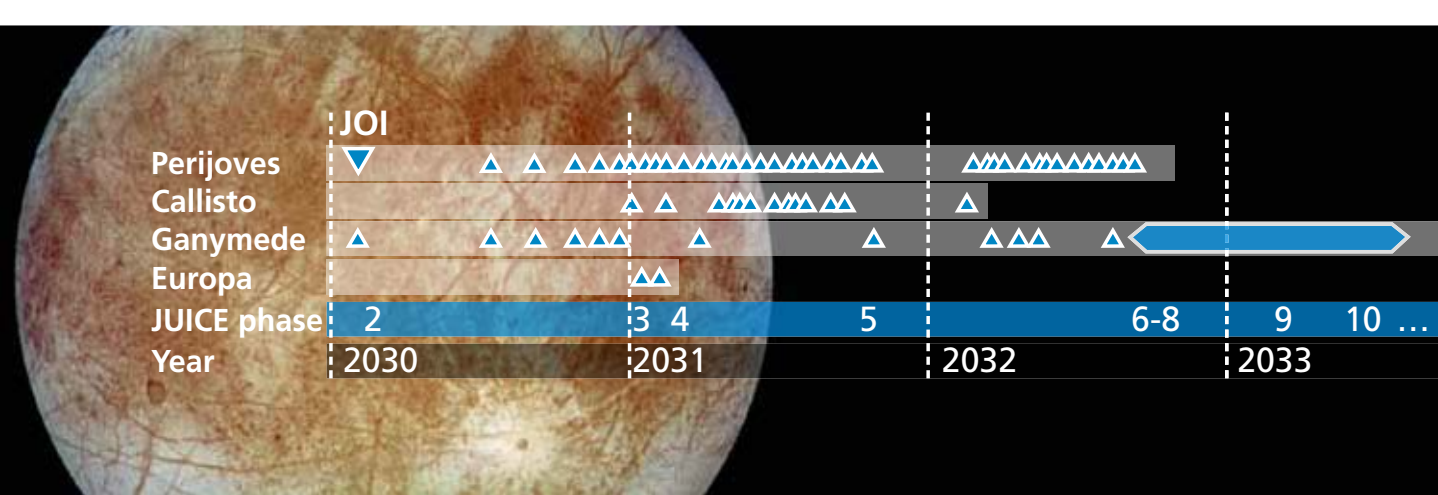 JOI
Perijoves
Callisto
Ganymede
Europa
JUICE phase 2 3 4 5 6-8 9 10 ...
Year 2030 2031 2032 2033